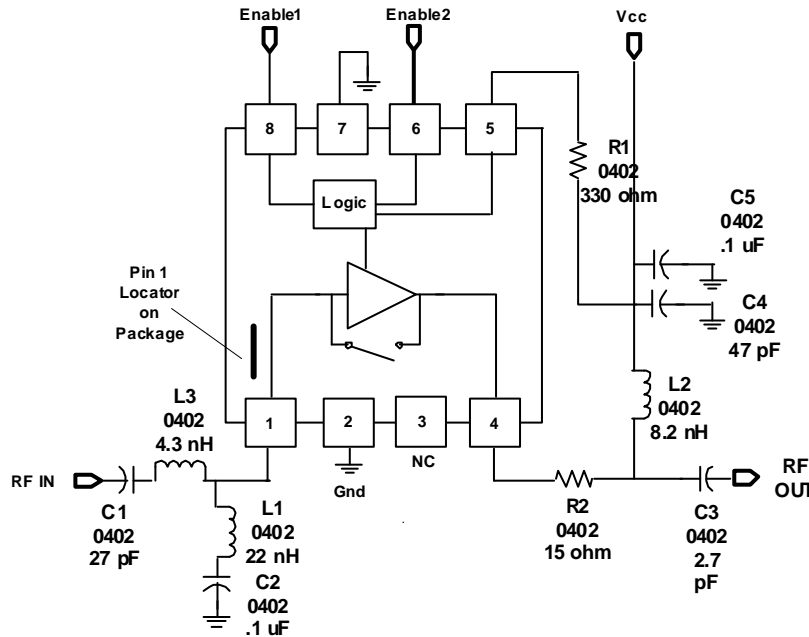 Enable1
Enable2
Vcc
8
7
6
5
R1
0402
330 ohm
Logic
C5
0402
.1 uF
Pin 1
Locator
on
Package
C4
0402
47 pF
L3
0402
4.3 nH
L2
0402
8.2 nH
1
2
3
4
NC
RF IN
Gnd
RF
OUT
C1
0402
27 pF
L1
0402
22 nH
C2
0402
.1 uF
R2
0402
15 ohm
C3
0402
2.7
pF